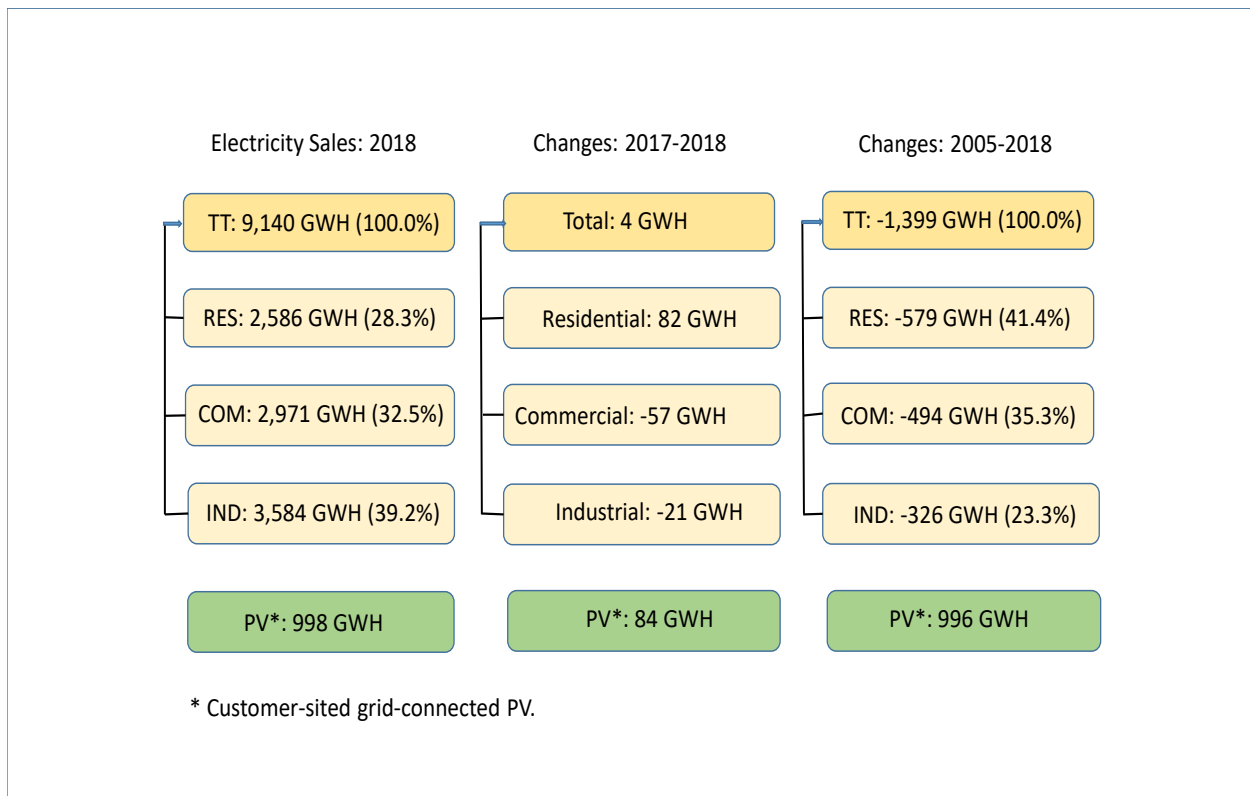 Electricity Sales: 2018
TT: 9,140 GWH (100.0%)
RES: 2,586 GWH (28.3%)
COM: 2,971 GWH (32.5%)
IND: 3,584 GWH (39.2%)
PV*: 998 GWH
Changes: 2017-2018
Total: 4 GWH
Residential: 82 GWH
Commercial: -57 GWH
Industrial: -21 GWH
PV*: 84 GWH
Changes: 2005-2018
TT: -1,399 GWH (100.0%)
RES: -579 GWH (41.4%)
COM: -494 GWH (35.3%)
IND: -326 GWH (23.3%)
PV*: 996 GWH
* Customer-sited grid-connected PV.